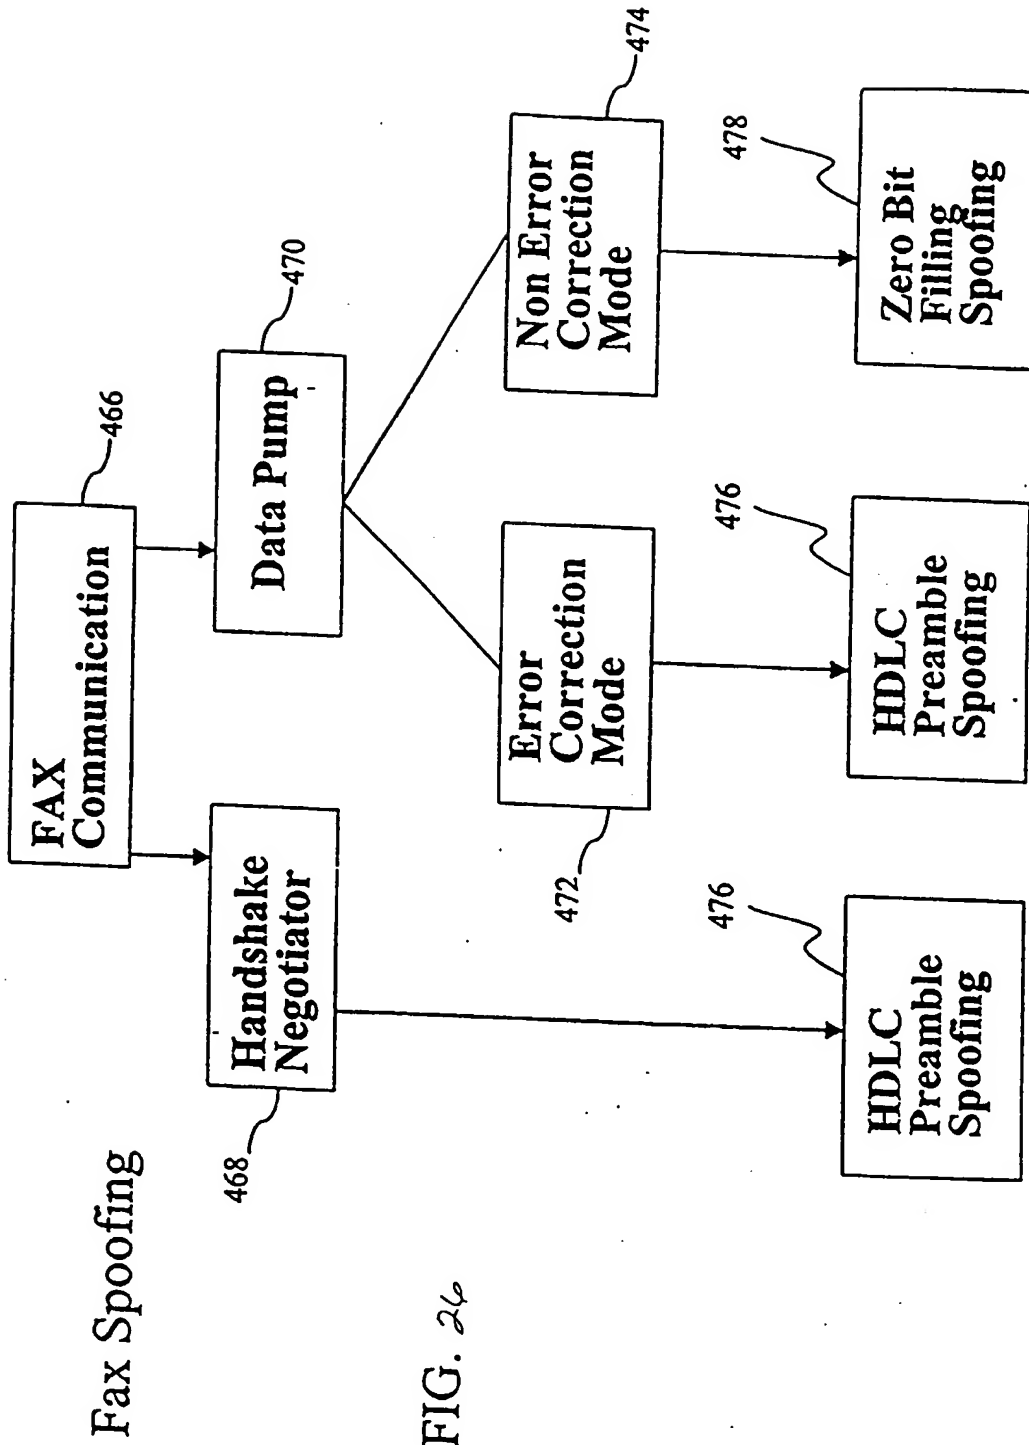 Fax Spoofing
FAX
Communication
466
Handshake
Negotiator
468
Data Pump
470
Error
Correction
Mode
472
Non Error
Correction
Mode
474
HDLC
Preamble
Spoofing
476
HDLC
Preamble
Spoofing
476
Zero Bit
Filling
Spoofing
478
FIG. 26